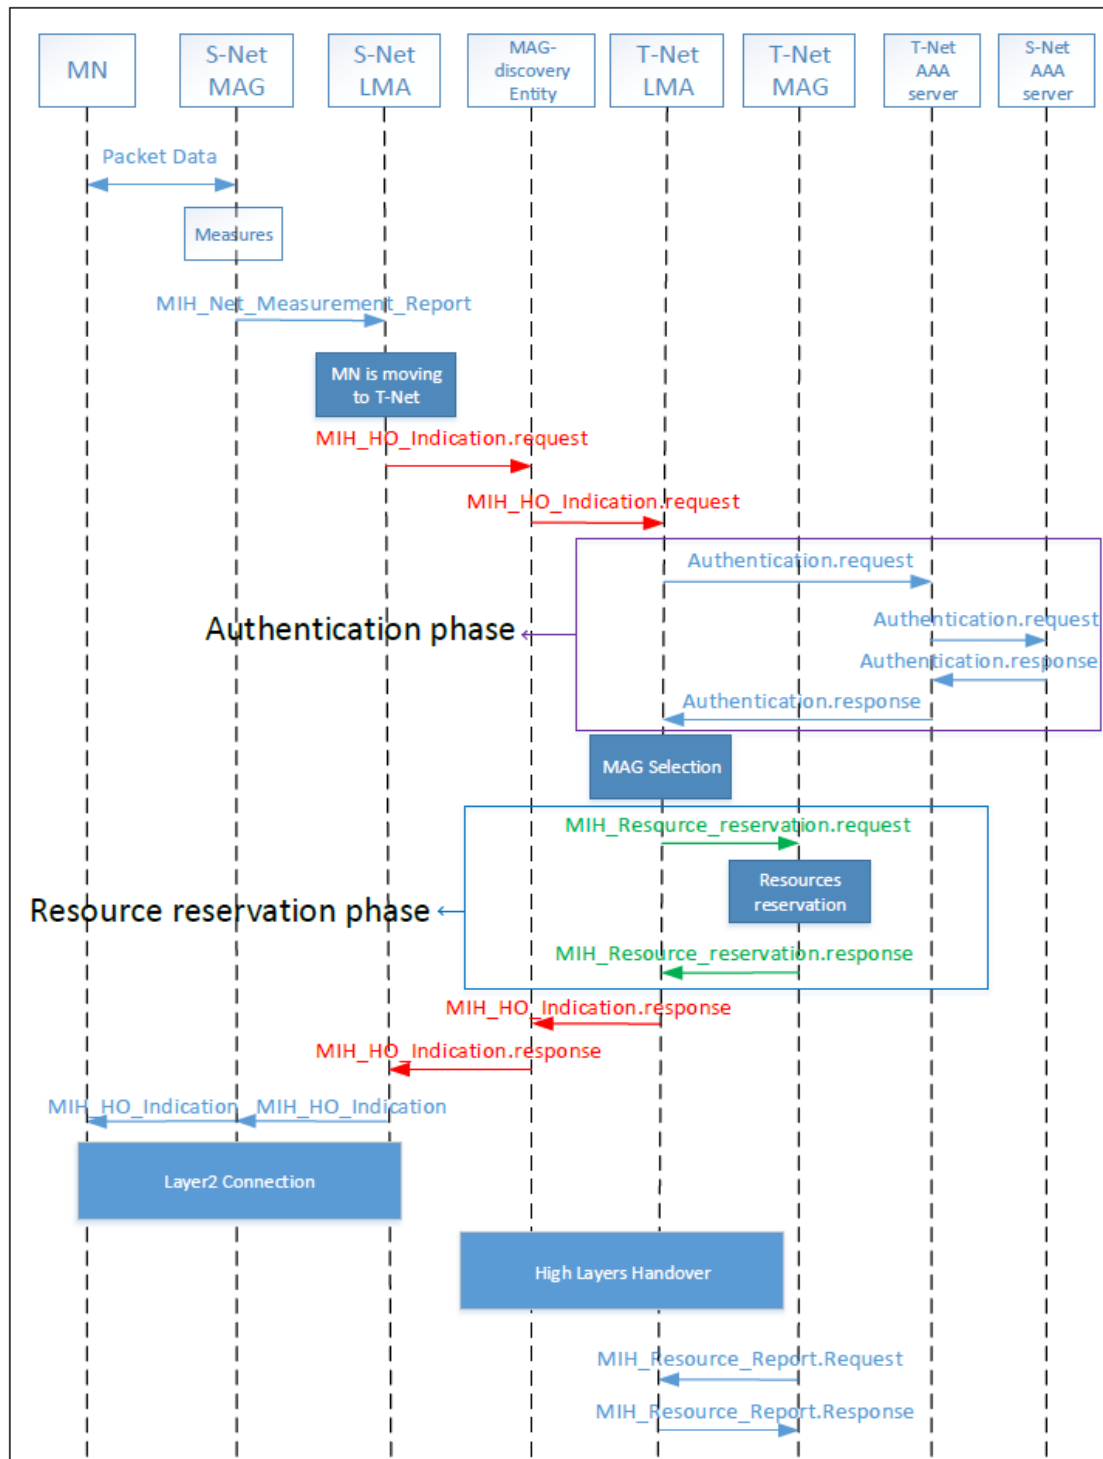 MN
S-Net
MAG
S-Net
LMA
MAG-
discovery
Entity
T-Net
LMA
T-Net
MAG
T-Net
AAA
server
S-Net
AAA
server
Packet Data
Measures
MIH_Net_Measurement_Report
MN is moving
to T-Net
MIH_HO_Indication.request
MIH_HO_Indication.request
Authentication.request
Authentication phase
Authentication.request
Authentication.response
Authentication.response
MAG Selection
MIH_Resource_reservation.request
Resources
reservation
Resource reservation phase
MIH_Resource_reservation.response
MIH_HO_Indication.response
MIH_HO_Indication.response
MIH_HO_Indication
MIH_HO_Indication
Layer2 Connection
High Layers Handover
MIH_Resource_Report.Request
MIH_Resource_Report.Response